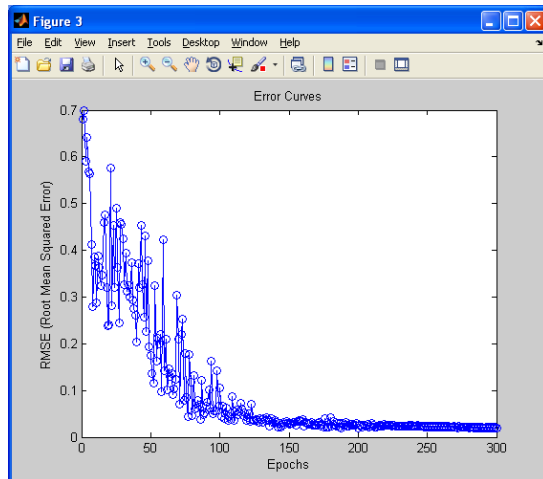 Figure 3
File Edit View Insert Tools Desktop Window Help
Error Curves
0.7
0.6
0.5
0.4
0.3
0.2
0.1
0
RMSE (Root Mean Squared Error)
0 50 100 150 200 250 300
Epochs